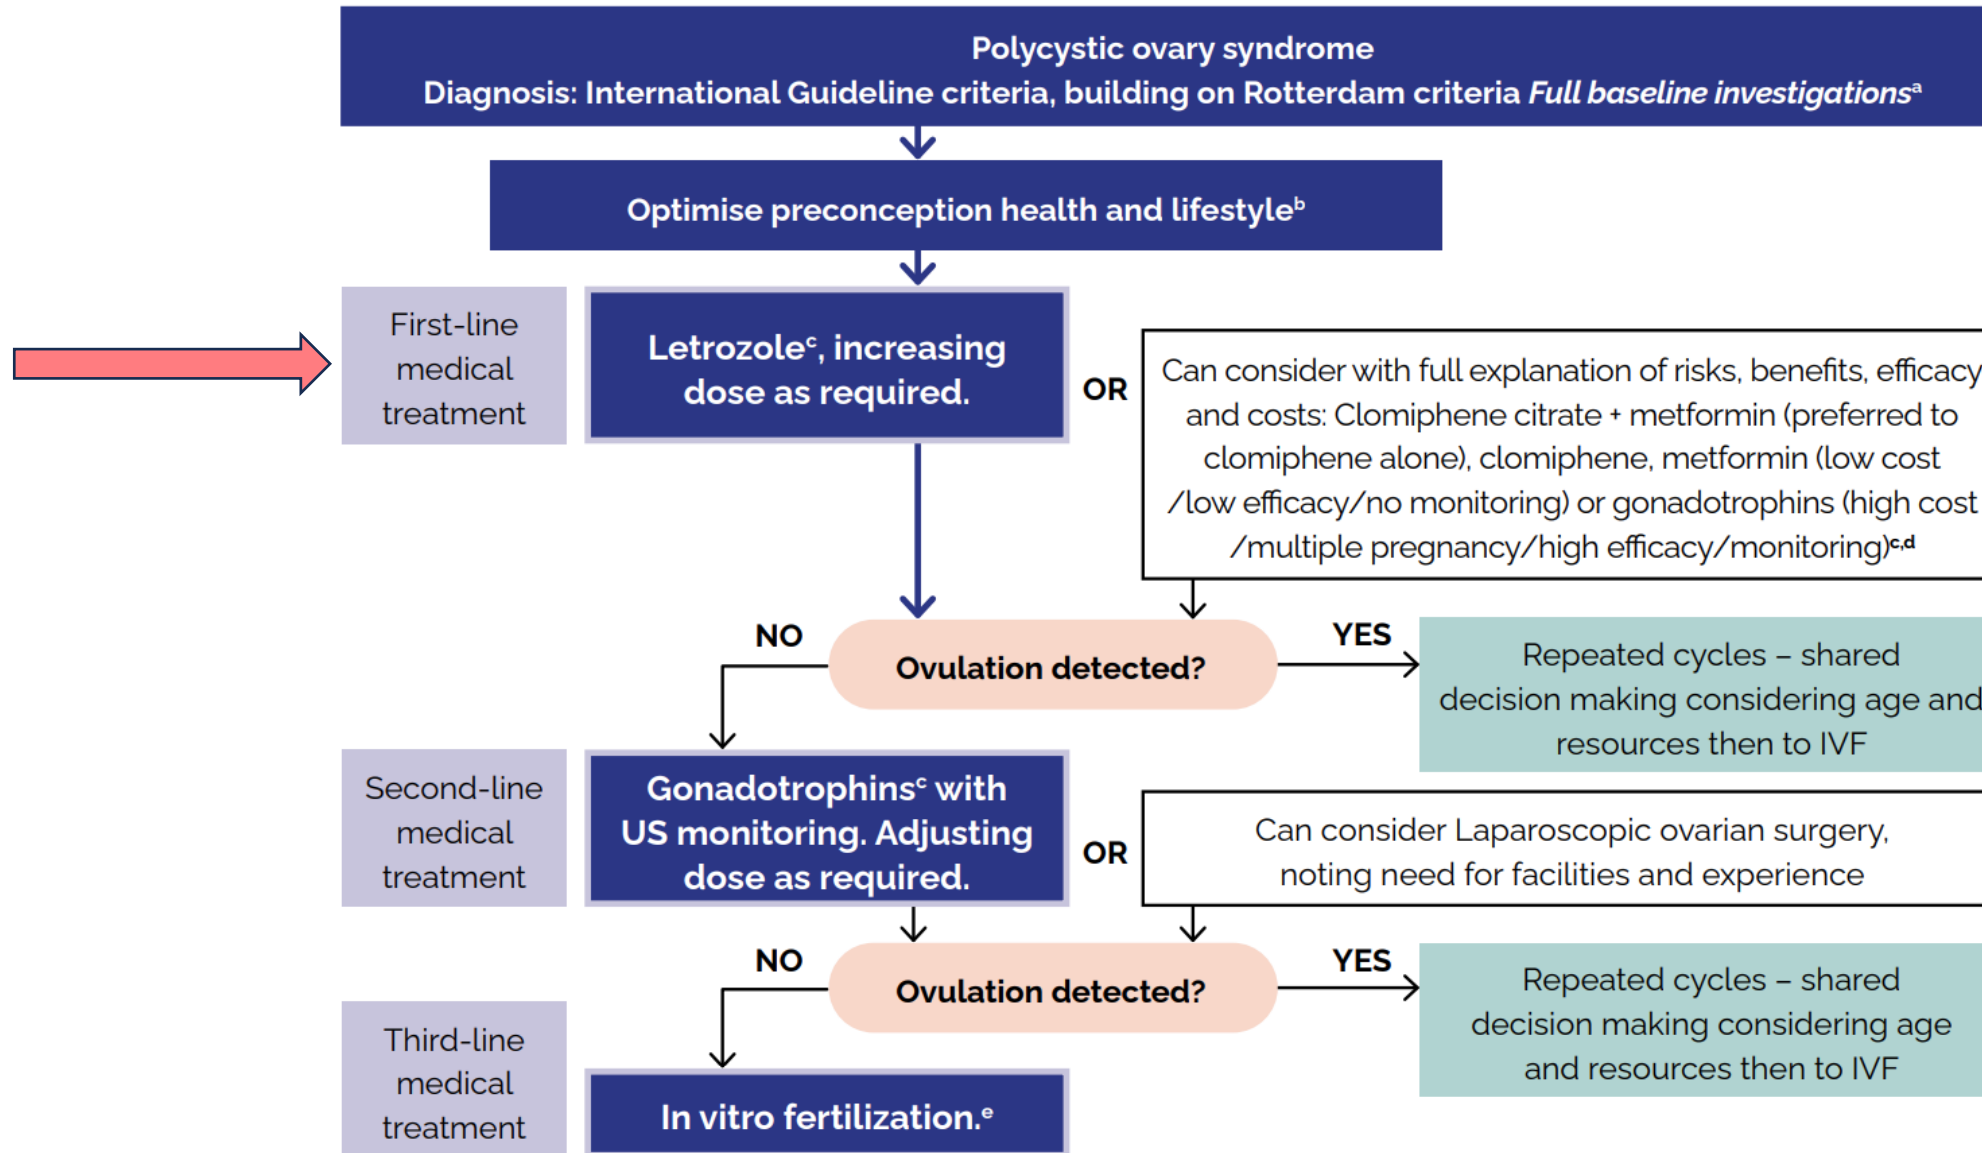 Polycystic ovary syndrome
Diagnosis: International Guideline criteria, building on Rotterdam criteria Full baseline investigationsᵃ
Optimise preconception health and lifestyleᵇ
First-line
medical
treatment
Letrozoleᶜ, increasing
dose as required.
OR
Can consider with full explanation of risks, benefits, efficacy
and costs: Clomiphene citrate + metformin (preferred to
clomiphene alone), clomiphene, metformin (low cost
/low efficacy/no monitoring) or gonadotrophins (high cost
/multiple pregnancy/high efficacy/monitoring)ᶜ,ᵈ
NO
Ovulation detected?
YES
Repeated cycles – shared
decision making considering age and
resources then to IVF
Second-line
medical
treatment
Gonadotrophinsᶜ with
US monitoring. Adjusting
dose as required.
OR
Can consider Laparoscopic ovarian surgery,
noting need for facilities and experience
NO
Ovulation detected?
YES
Repeated cycles – shared
decision making considering age
and resources then to IVF
Third-line
medical
treatment
In vitro fertilization.ᵉ